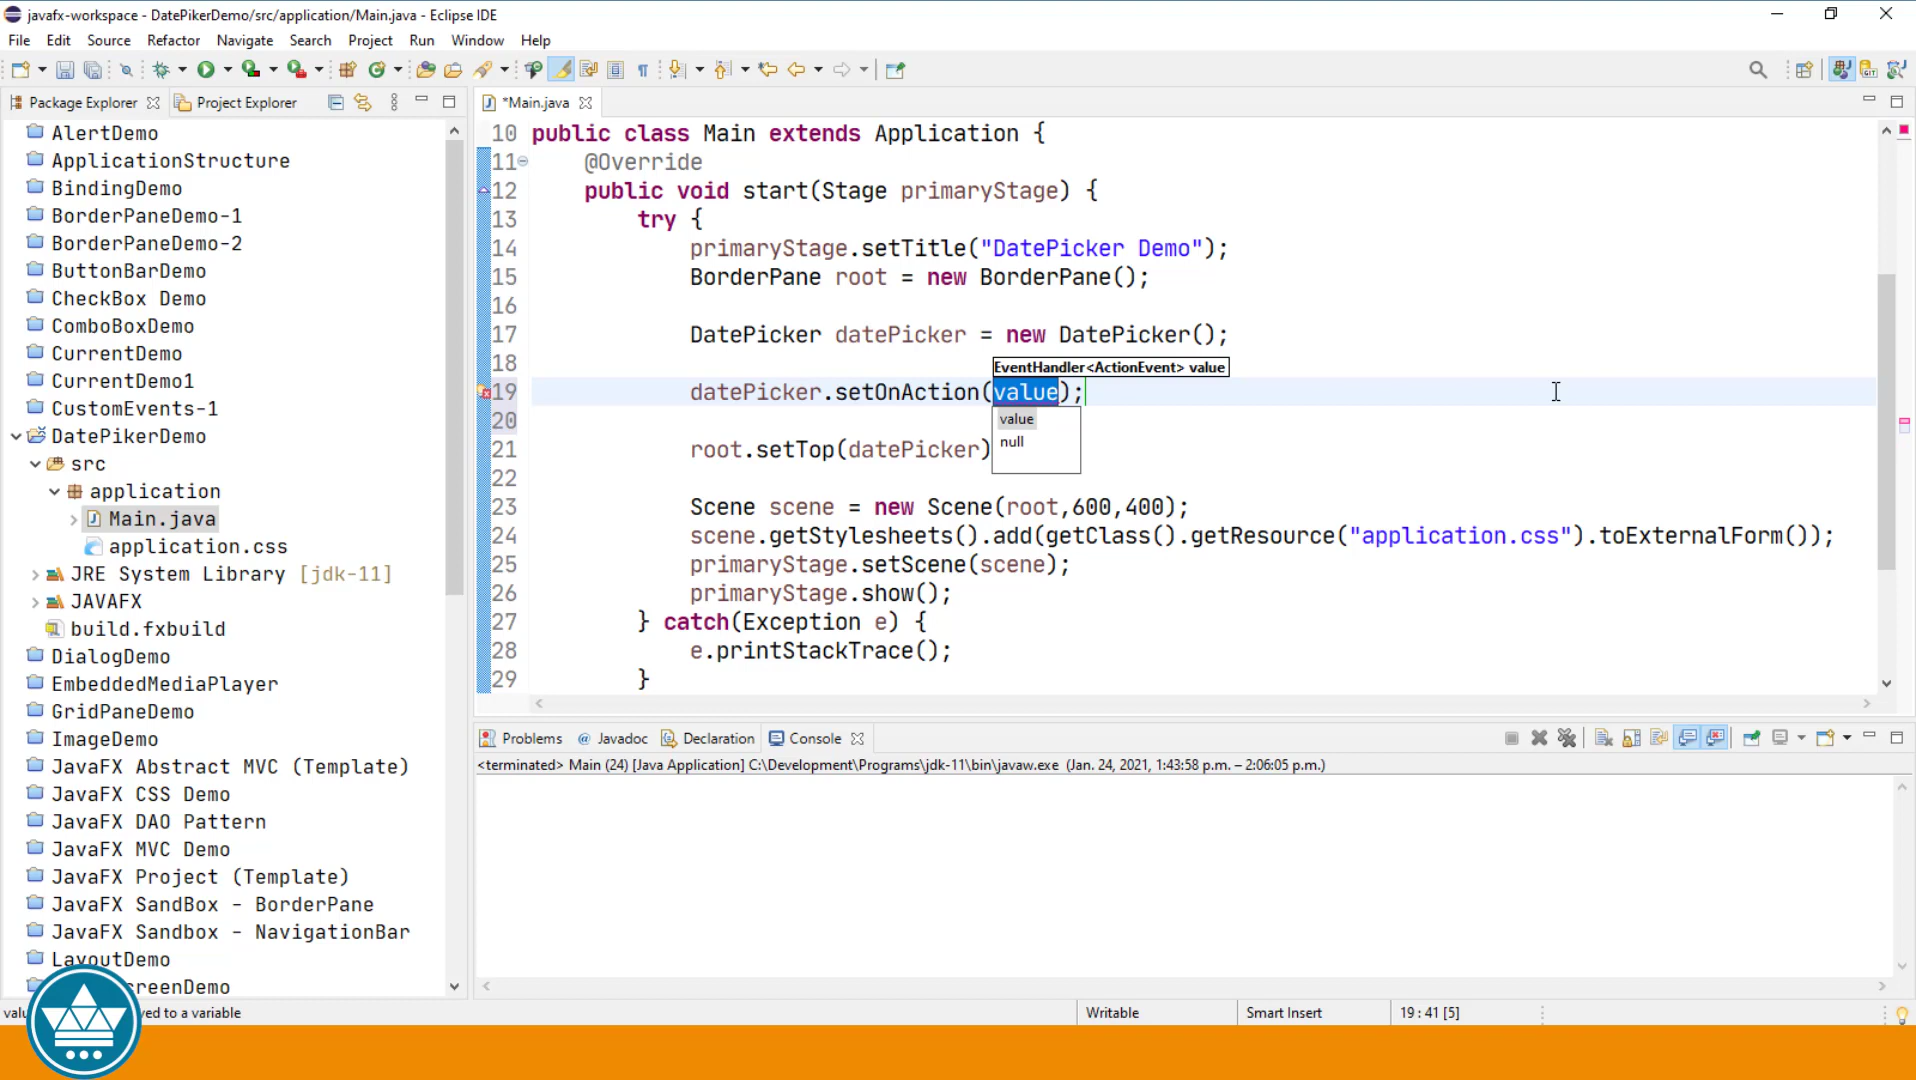 javafx-workspace - DatePikerDemo/src/application/Main.java - Eclipse IDE
File Edit Source Refactor Navigate Search Project Run Window Help
Package Explorer Project Explorer
AlertDemo
ApplicationStructure
BindingDemo
BorderPaneDemo-1
BorderPaneDemo-2
ButtonBarDemo
CheckBox Demo
ComboBoxDemo
CurrentDemo
CurrentDemo1
CustomEvents-1
DatePikerDemo
src
application
Main.java
application.css
JRE System Library [jdk-11]
JAVAFX
build.fxbuild
DialogDemo
EmbeddedMediaPlayer
GridPaneDemo
ImageDemo
JavaFX Abstract MVC (Template)
JavaFX CSS Demo
JavaFX DAO Pattern
JavaFX MVC Demo
JavaFX Project (Template)
JavaFX SandBox - BorderPane
JavaFX Sandbox - NavigationBar
LayoutDemo
reenDemo
*Main.java
10 public class Main extends Application {
11 @Override
12 public void start(Stage primaryStage) {
13 try {
14 primaryStage.setTitle("DatePicker Demo");
15 BorderPane root = new BorderPane();
16
17 DatePicker datePicker = new DatePicker();
18
EventHandler<ActionEvent> value
19 datePicker.setOnAction(value);
value
20
null
21 root.setTop(datePicker)
22
23 Scene scene = new Scene(root,600,400);
24 scene.getStylesheets().add(getClass().getResource("application.css").toExternalForm());
25 primaryStage.setScene(scene);
26 primaryStage.show();
27 } catch(Exception e) {
28 e.printStackTrace();
29 }
Problems @ Javadoc Declaration Console
<terminated> Main (24) [Java Application] C:\Development\Programs\jdk-11\bin\javaw.exe (Jan. 24, 2021, 1:43:58 p.m. – 2:06:05 p.m.)
valu ved to a variable
Writable
Smart Insert
19 : 41 [5]